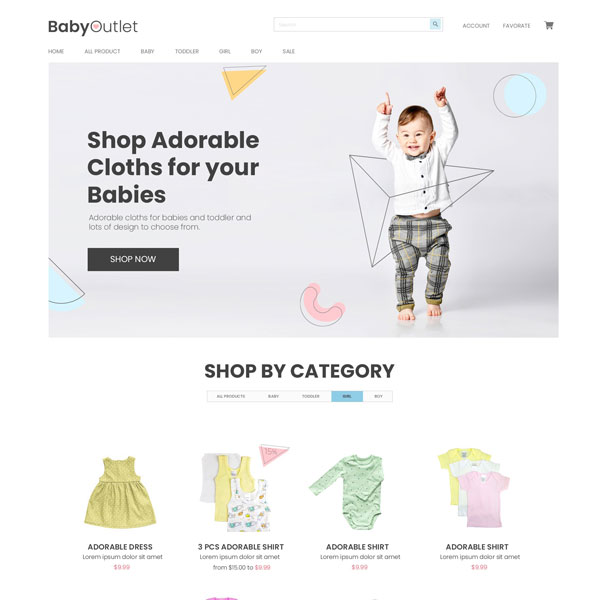 BabyOutlet
Search
ACCOUNT FAVORATE
HOME ALL PRODUCT BABY TODDLER GIRL BOY SALE
Shop Adorable
Cloths for your
Babies
Adorable cloths for babies and toddler and
lots of design to choose from.
SHOP NOW
SHOP BY CATEGORY
ALL PRODUCTS BABY TODDLER GIRL BOY
15%
ADORABLE DRESS 3 PCS ADORABLE SHIRT ADORABLE SHIRT ADORABLE SHIRT
Lorem ipsum dolor sit amet Lorem ipsum dolor sit amet Lorem ipsum dolor sit amet Lorem ipsum dolor sit amet
$9.99 from $15.00 to $9.99 $9.99 $9.99